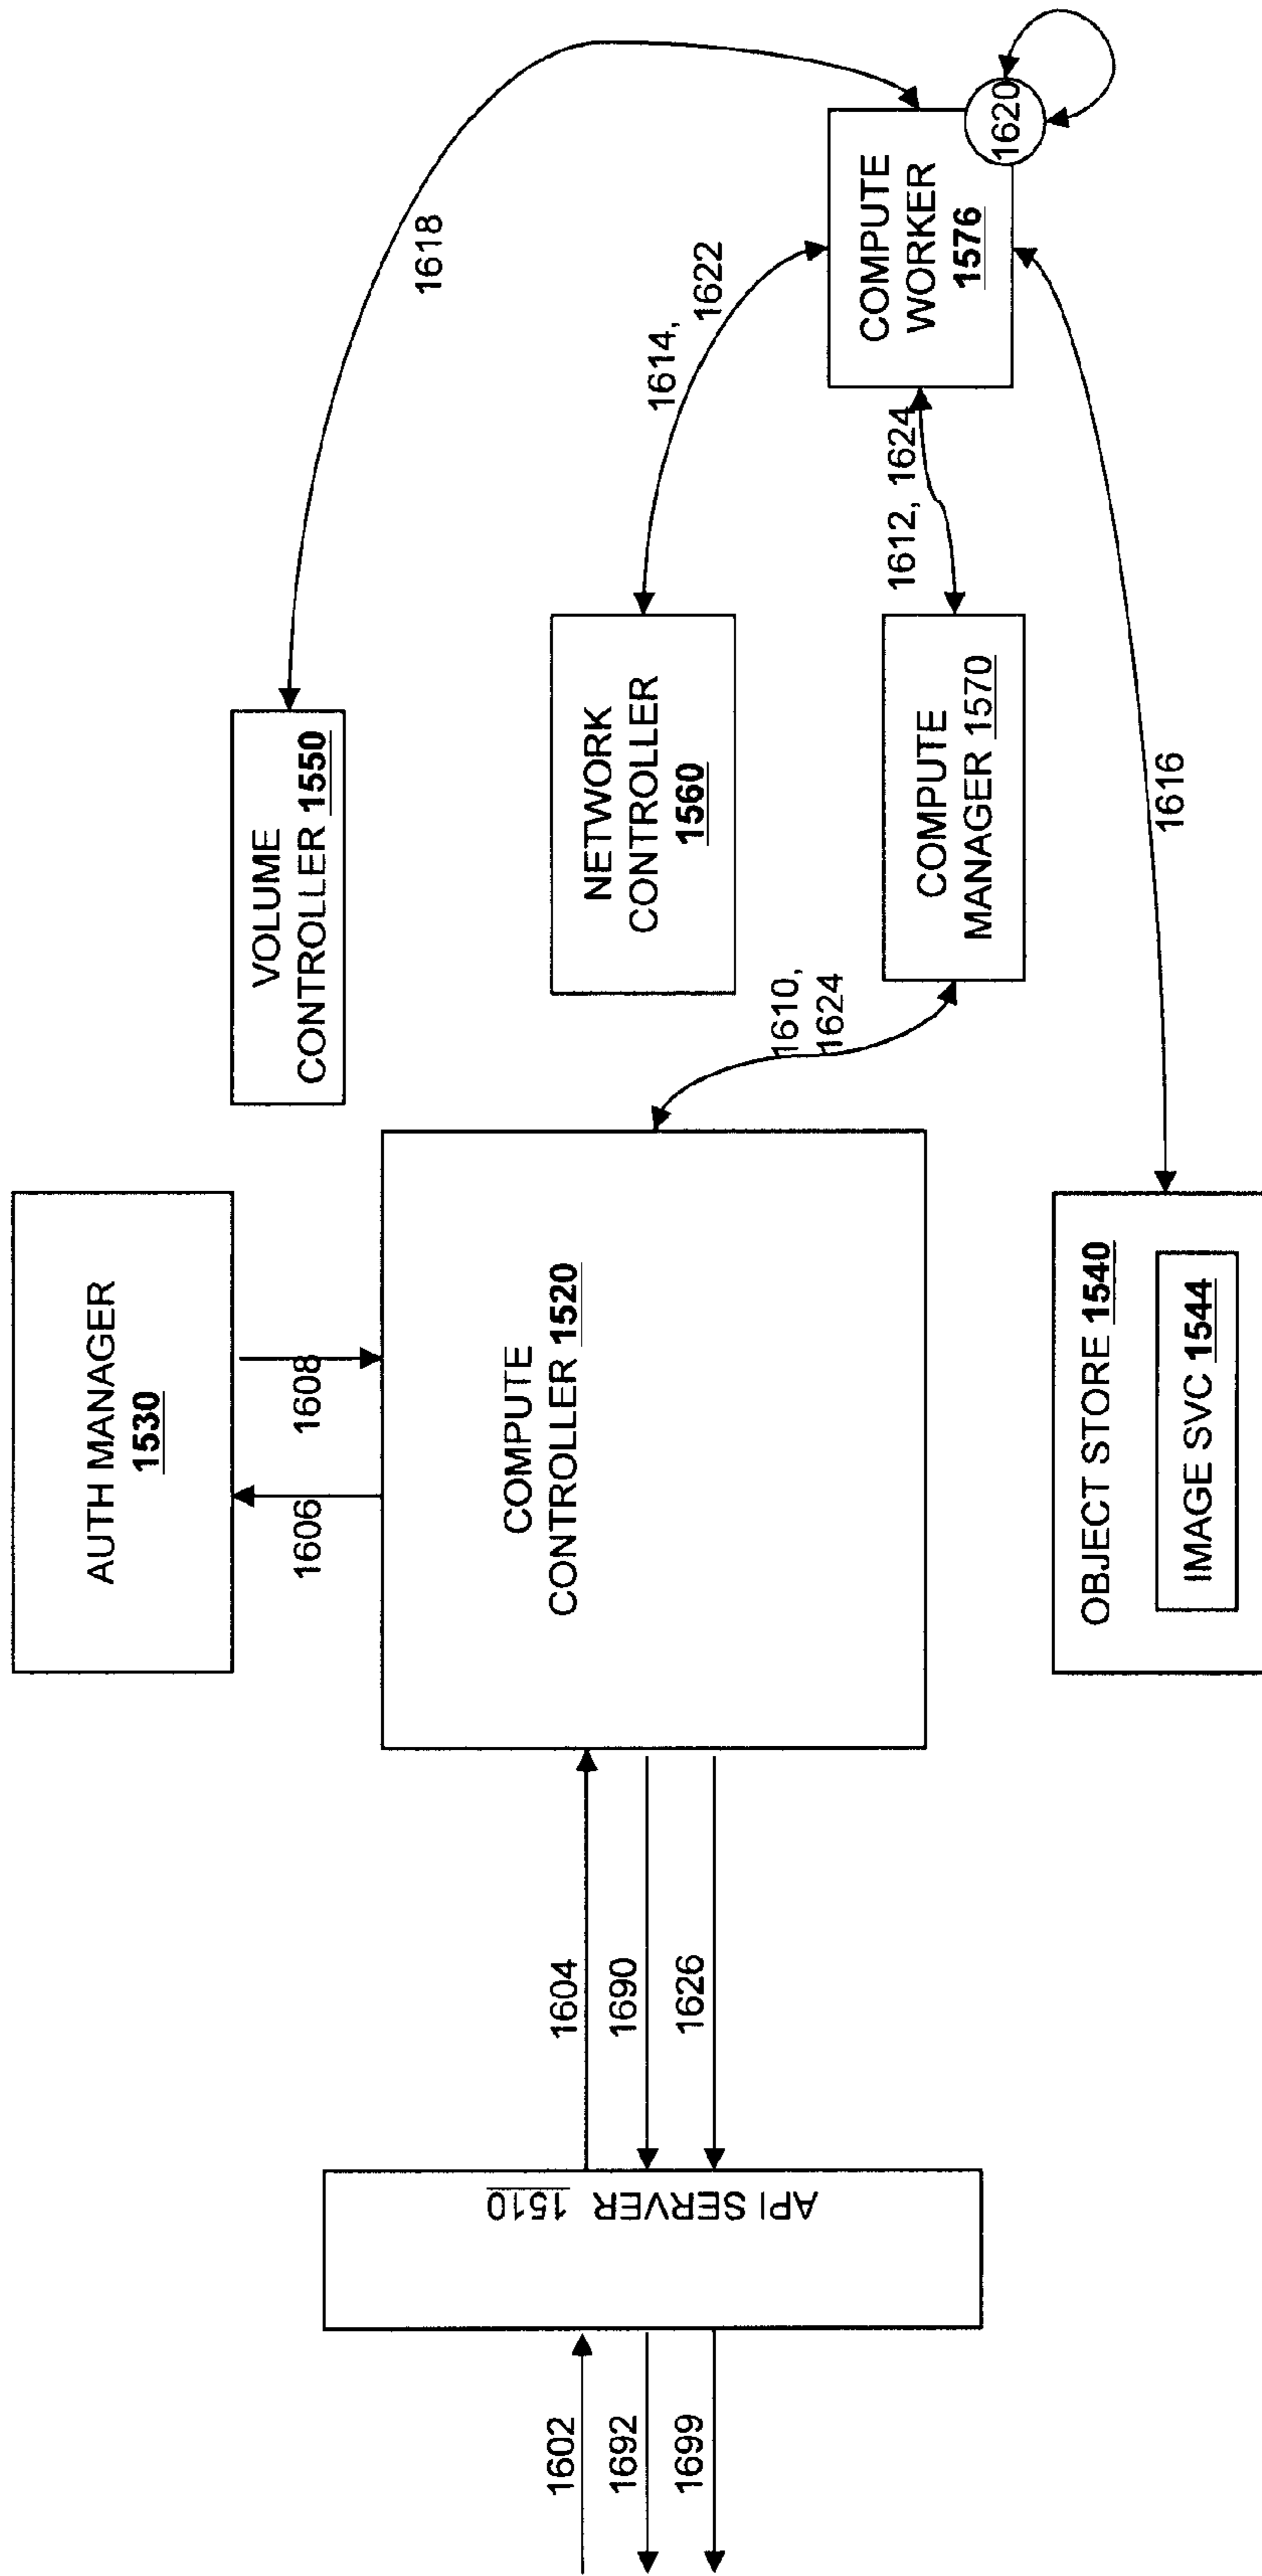 AUTH MANAGER
1530
1606
1608
VOLUME
CONTROLLER 1550
1618
1602
1692
1699
API SERVER 1510
1604
1690
1626
COMPUTE
CONTROLLER 1520
1610,
1624
NETWORK
CONTROLLER
1560
1614,
1622
COMPUTE
MANAGER 1570
1612, 1624
COMPUTE
WORKER
1576
1620
OBJECT STORE 1540
IMAGE SVC 1544
1616